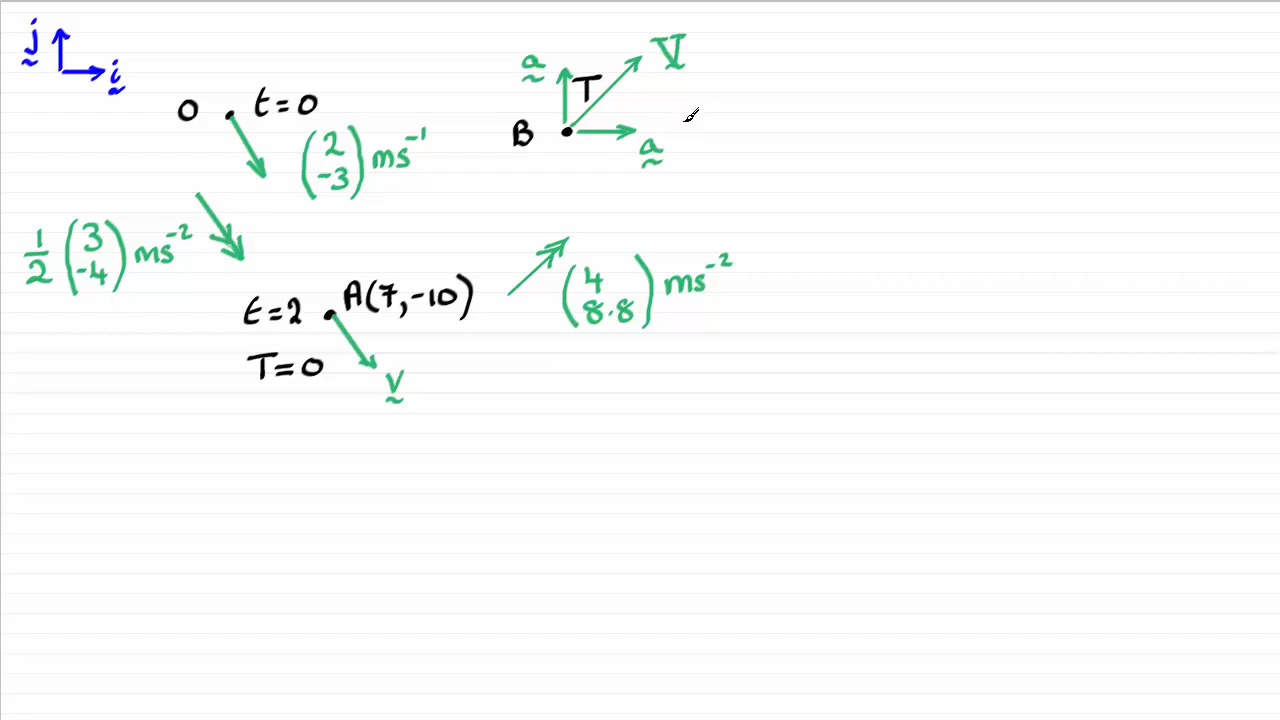 j
i
O t=0
(2 -3) ms⁻¹
1/2 (3 -4) ms⁻²
t=2 A(7,-10)
T=0
v
a T V
B
a
(4 8·8) ms⁻²